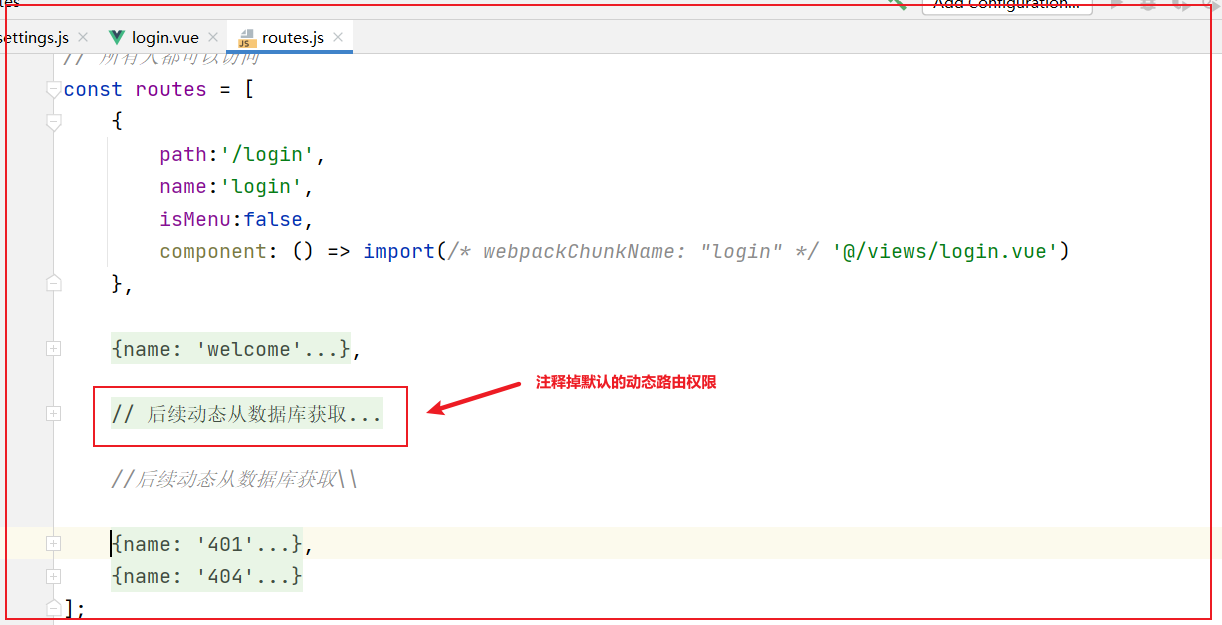 Add Configuration...
settings.js
login.vue
routes.js
// 所有人都可以访问
const routes = [
{
path:'/login',
name:'login',
isMenu:false,
component: () => import(/* webpackChunkName: "login" */ '@/views/login.vue')
},
{name: 'welcome'...},
注释掉默认的动态路由权限
// 后续动态从数据库获取...
//后续动态从数据库获取\\
{name: '401'...},
{name: '404'...}
];